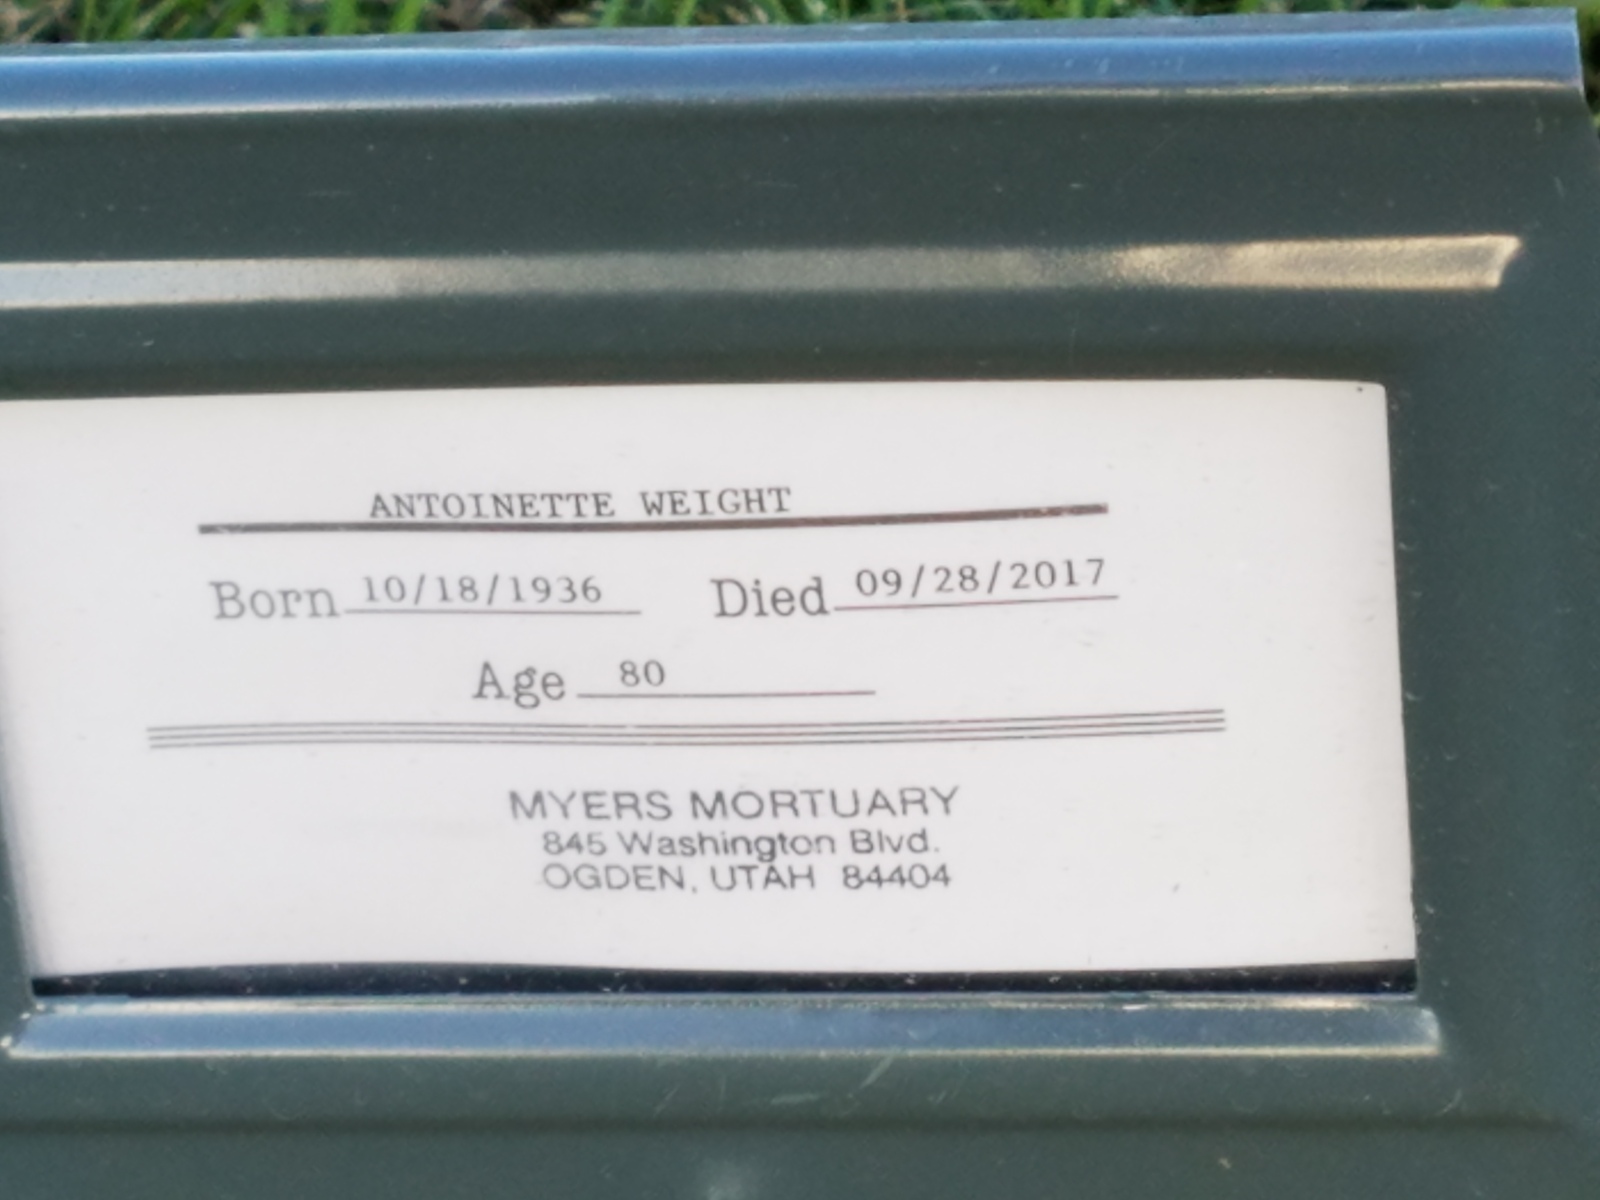 ANTOINETTE WEIGHT
Born 10/18/1936 Died 09/28/2017
Age 80
MYERS MORTUARY
845 Washington Blvd.
OGDEN, UTAH 84404